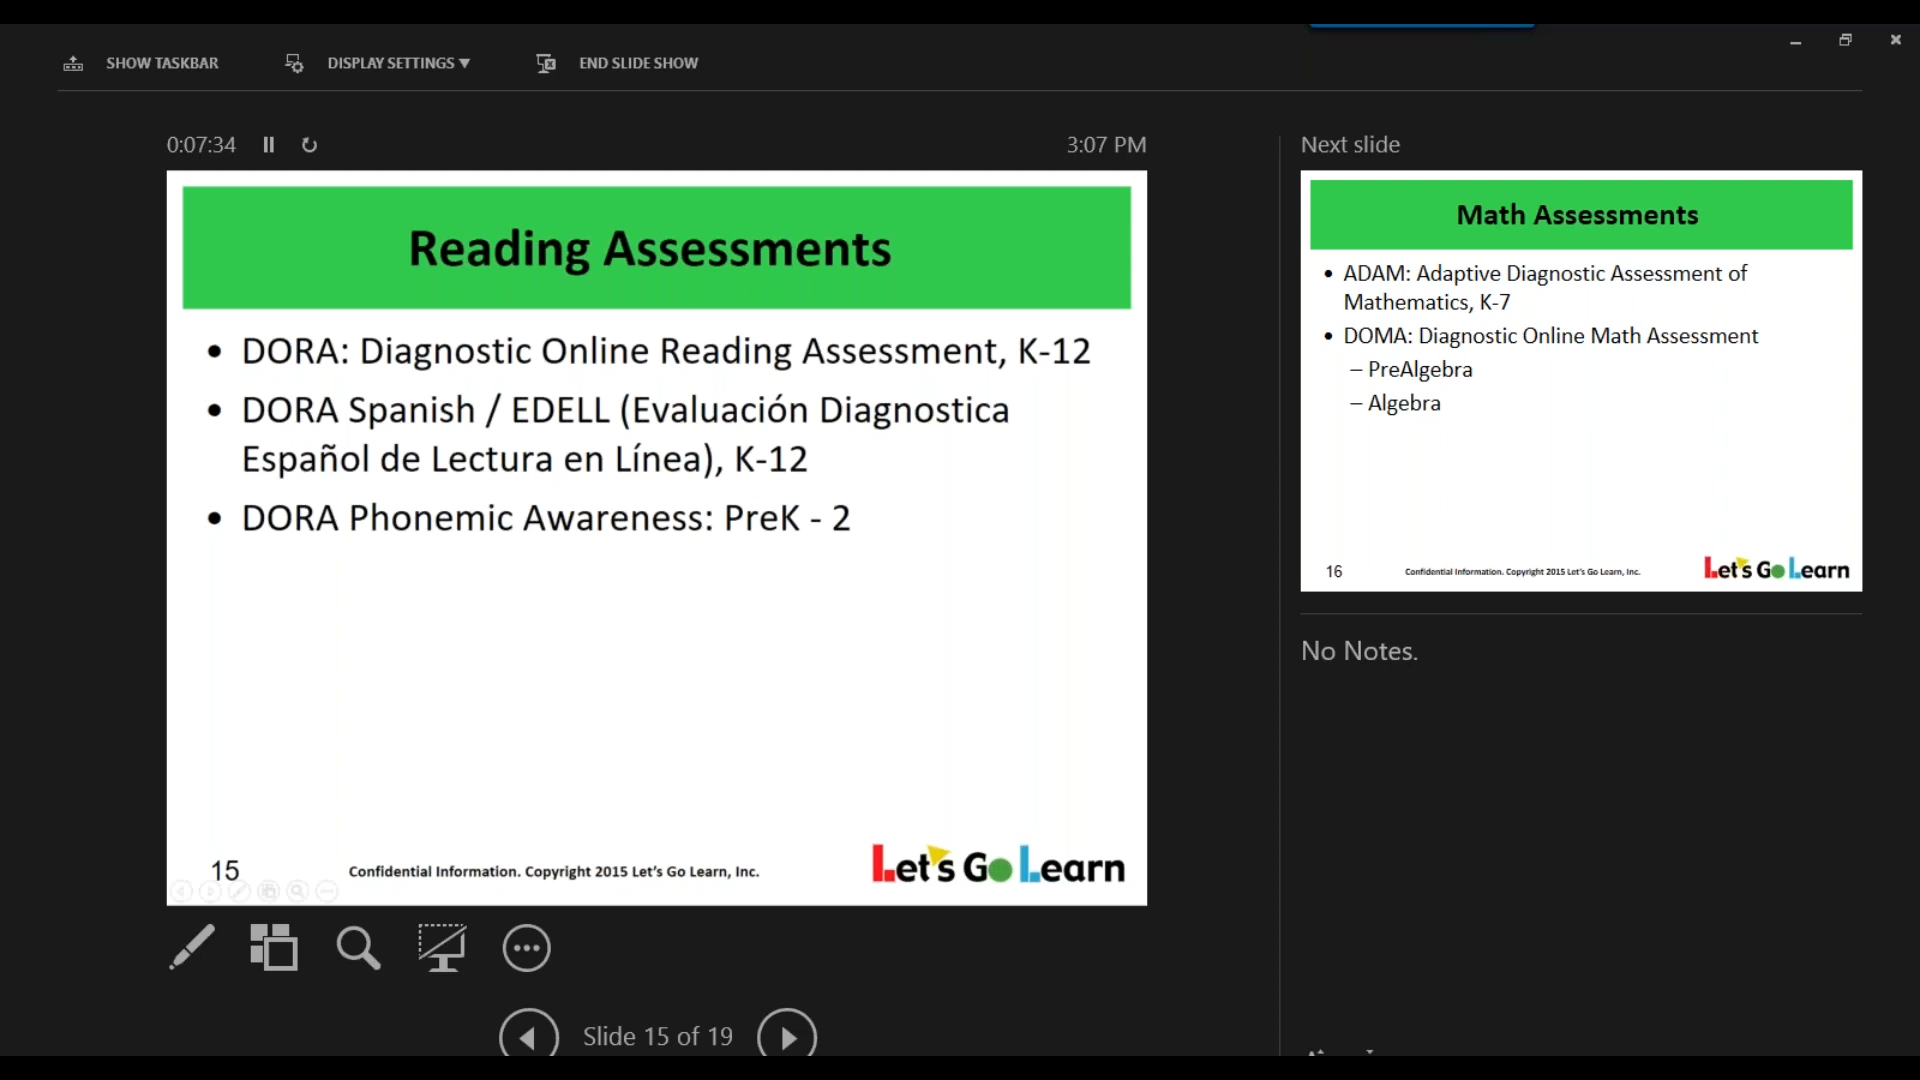 SHOW TASKBAR
DISPLAY SETTINGS ▼
END SLIDE SHOW
0:07:34
3:07 PM
Reading Assessments
• DORA: Diagnostic Online Reading Assessment, K-12
• DORA Spanish / EDELL (Evaluación Diagnostica
Español de Lectura en Línea), K-12
• DORA Phonemic Awareness: PreK - 2
15
Confidential Information. Copyright 2015 Let's Go Learn, Inc.
Let's Go Learn
Slide 15 of 19
Next slide
Math Assessments
• ADAM: Adaptive Diagnostic Assessment of
Mathematics, K-7
• DOMA: Diagnostic Online Math Assessment
– PreAlgebra
– Algebra
16
Confidential Information. Copyright 2015 Let's Go Learn, Inc.
Let's Go Learn
No Notes.